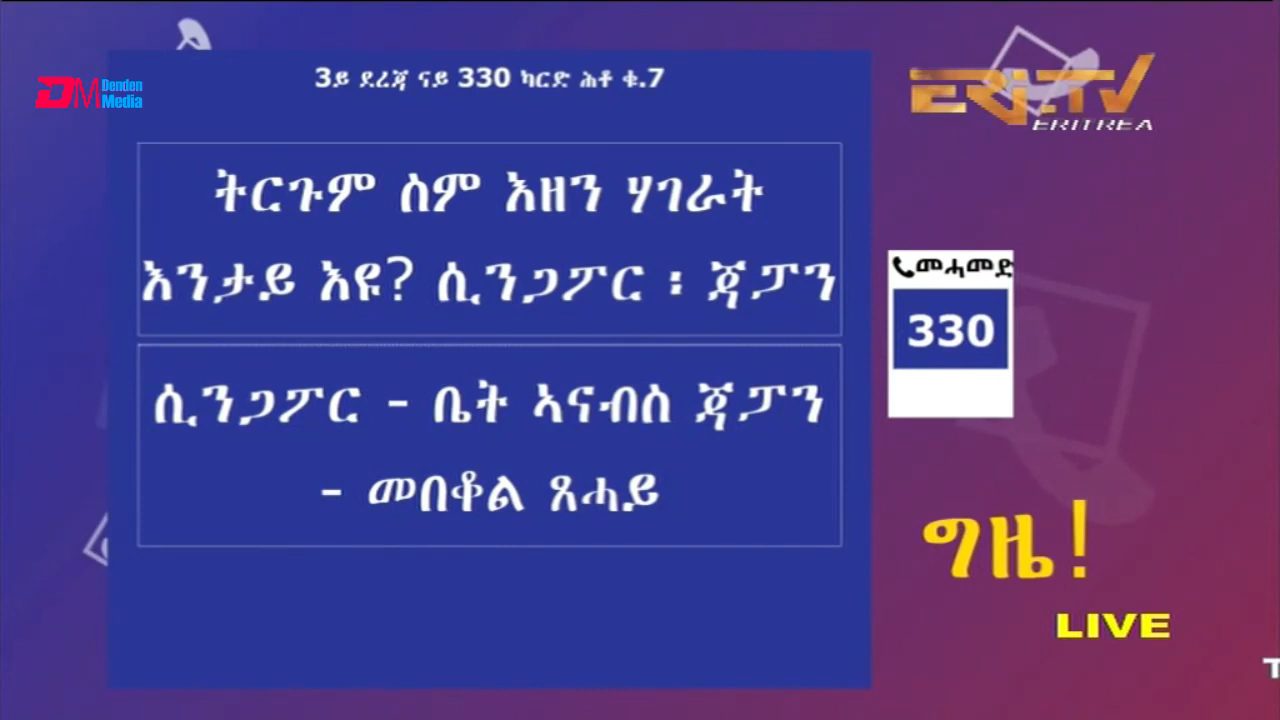 3ይ ደረጃ ናይ 330 ካርድ ሕቶ ቁ.7
DM Denden
Media
ERi-TV
ERITREA
ትርጉም ስም እዘን ሃገራት
እንታይ እዩ? ሲንጋፖር ፡ ጃፓን
መሓመድ
330
ሲንጋፖር - ቤት ኣናብስ ጃፓን
- መበቆል ጸሓይ
ግዜ!
LIVE